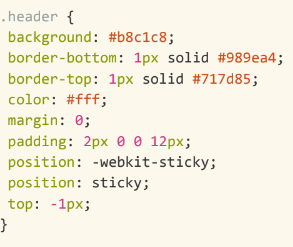 .header {
background: #b8c1c8;
border-bottom: 1px solid #989ea4;
border-top: 1px solid #717d85;
color: #fff;
margin: 0;
padding: 2px 0 0 12px;
position: -webkit-sticky;
position: sticky;
top: -1px;
}